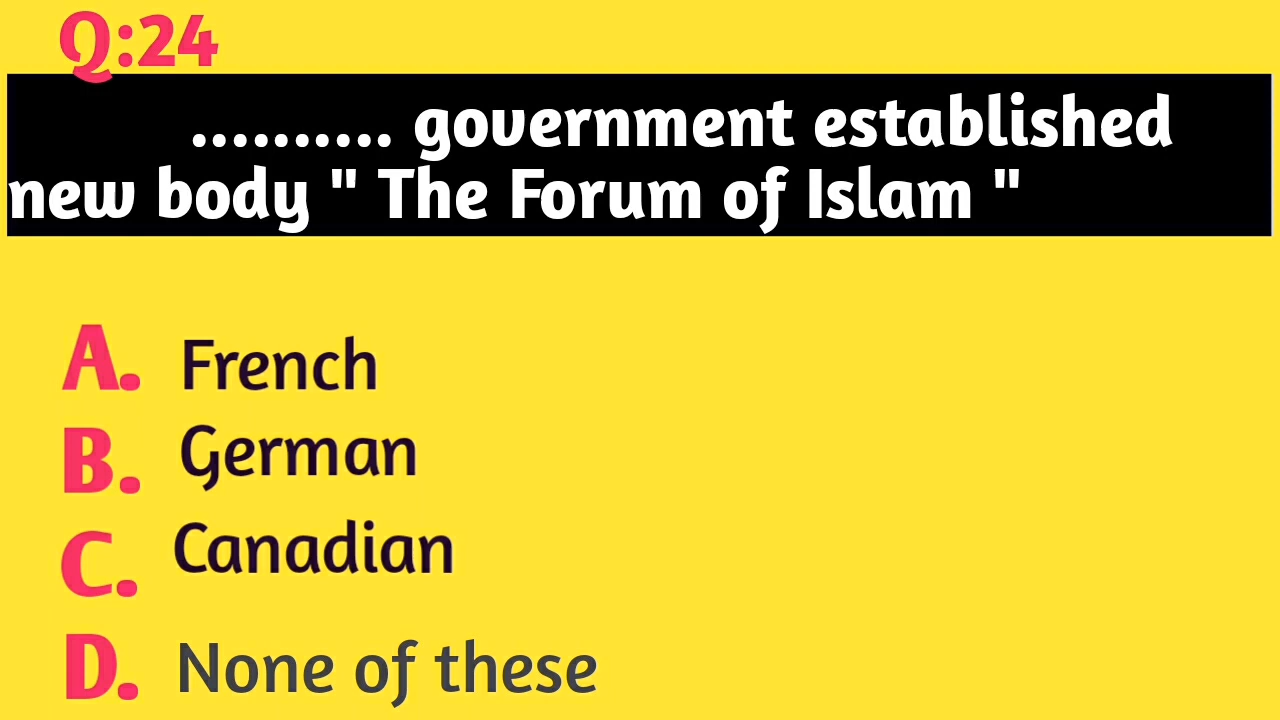 Q:24
.......... government established
new body " The Forum of Islam "
A. French
B. German
C. Canadian
D. None of these